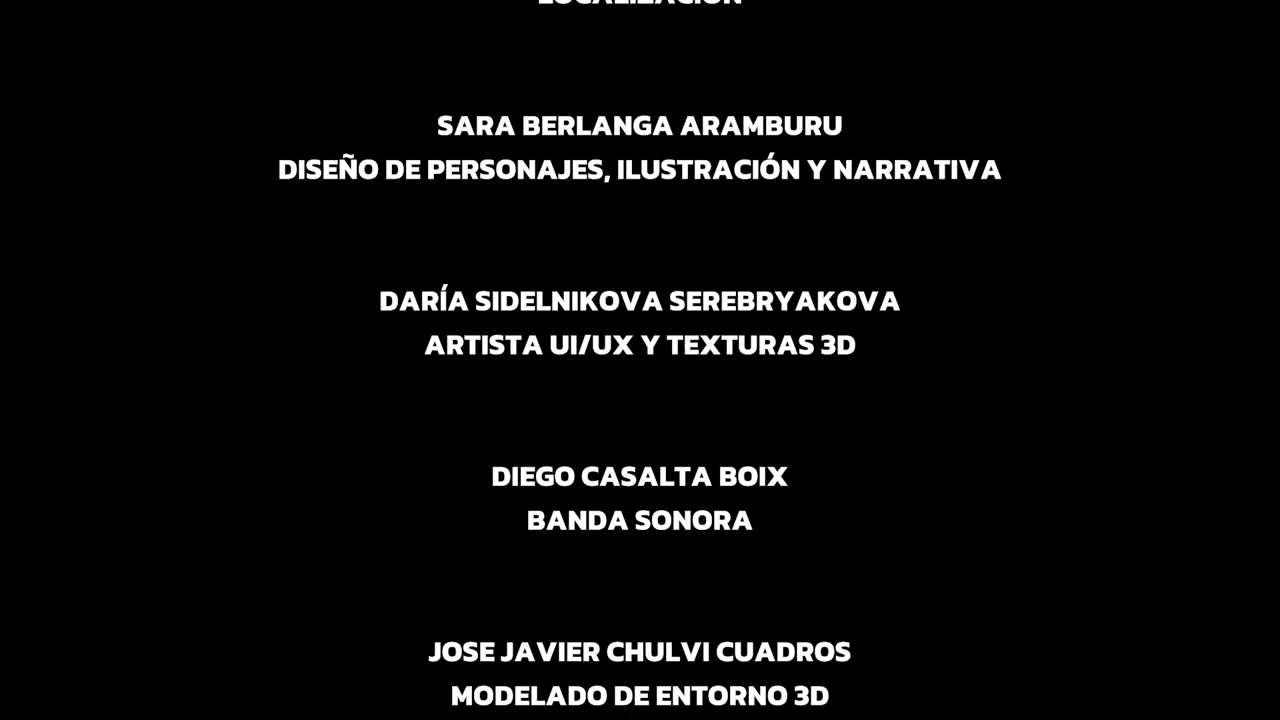 LOCALIZACIÓN
SARA BERLANGA ARAMBURU
DISEÑO DE PERSONAJES, ILUSTRACIÓN Y NARRATIVA
DARÍA SIDELNIKOVA SEREBRYAKOVA
ARTISTA UI/UX Y TEXTURAS 3D
DIEGO CASALTA BOIX
BANDA SONORA
JOSE JAVIER CHULVI CUADROS
MODELADO DE ENTORNO 3D